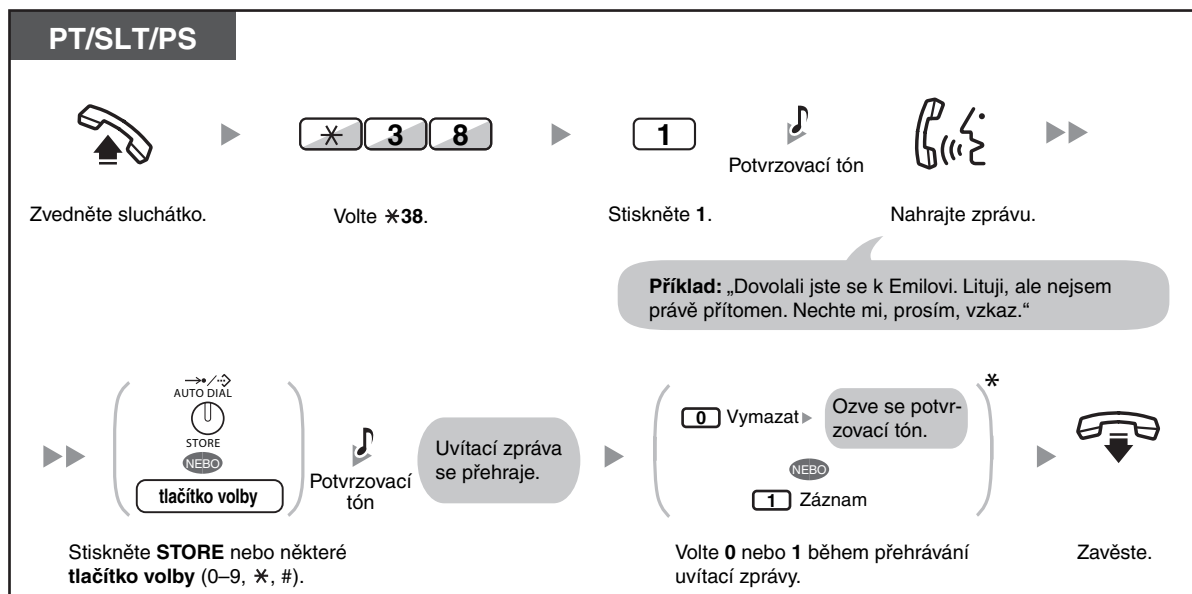 PT/SLT/PS
✳ 3 8
1
Potvrzovací tón
Zvedněte sluchátko.
Volte ✳38.
Stiskněte 1.
Nahrajte zprávu.
Příklad: „Dovolali jste se k Emilovi. Lituji, ale nejsem
právě přítomen. Nechte mi, prosím, vzkaz.“
AUTO DIAL
STORE
NEBO
tlačítko volby
Potvrzovací
tón
Uvítací zpráva
se přehraje.
0 Vymazat
Ozve se potvr-
zovací tón.
NEBO
1 Záznam
✳
Stiskněte STORE nebo některé
tlačítko volby (0–9, ✳, #).
Volte 0 nebo 1 během přehrávání
uvítací zprávy.
Zavěste.